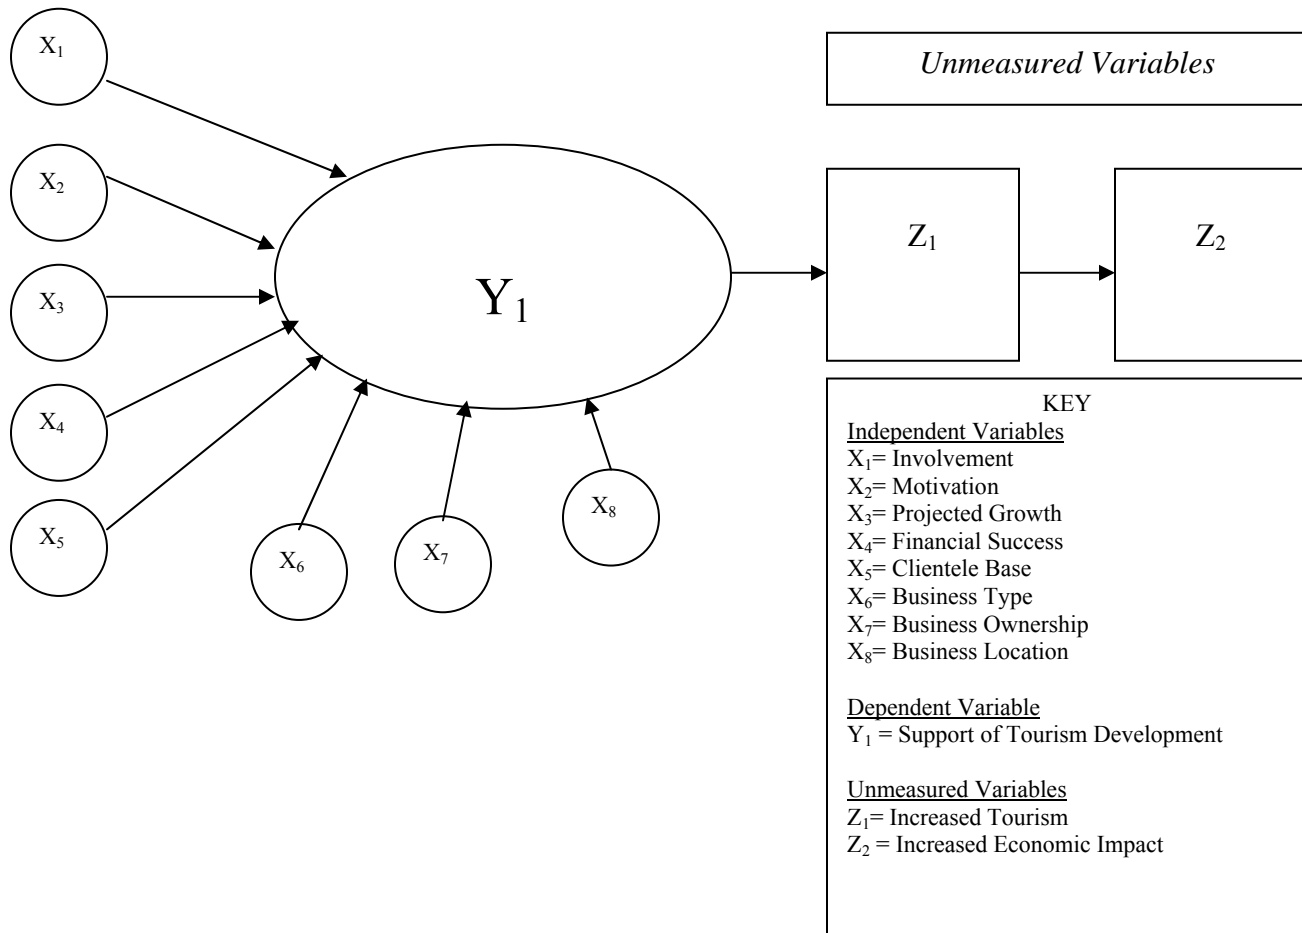 X₁
Unmeasured Variables
X₂
Z₁
Z₂
X₃
Y₁
X₄
X₅
X₆
X₇
X₈
KEY
Independent Variables
X₁= Involvement
X₂= Motivation
X₃= Projected Growth
X₄= Financial Success
X₅= Clientele Base
X₆= Business Type
X₇= Business Ownership
X₈= Business Location
Dependent Variable
Y₁ = Support of Tourism Development
Unmeasured Variables
Z₁= Increased Tourism
Z₂ = Increased Economic Impact